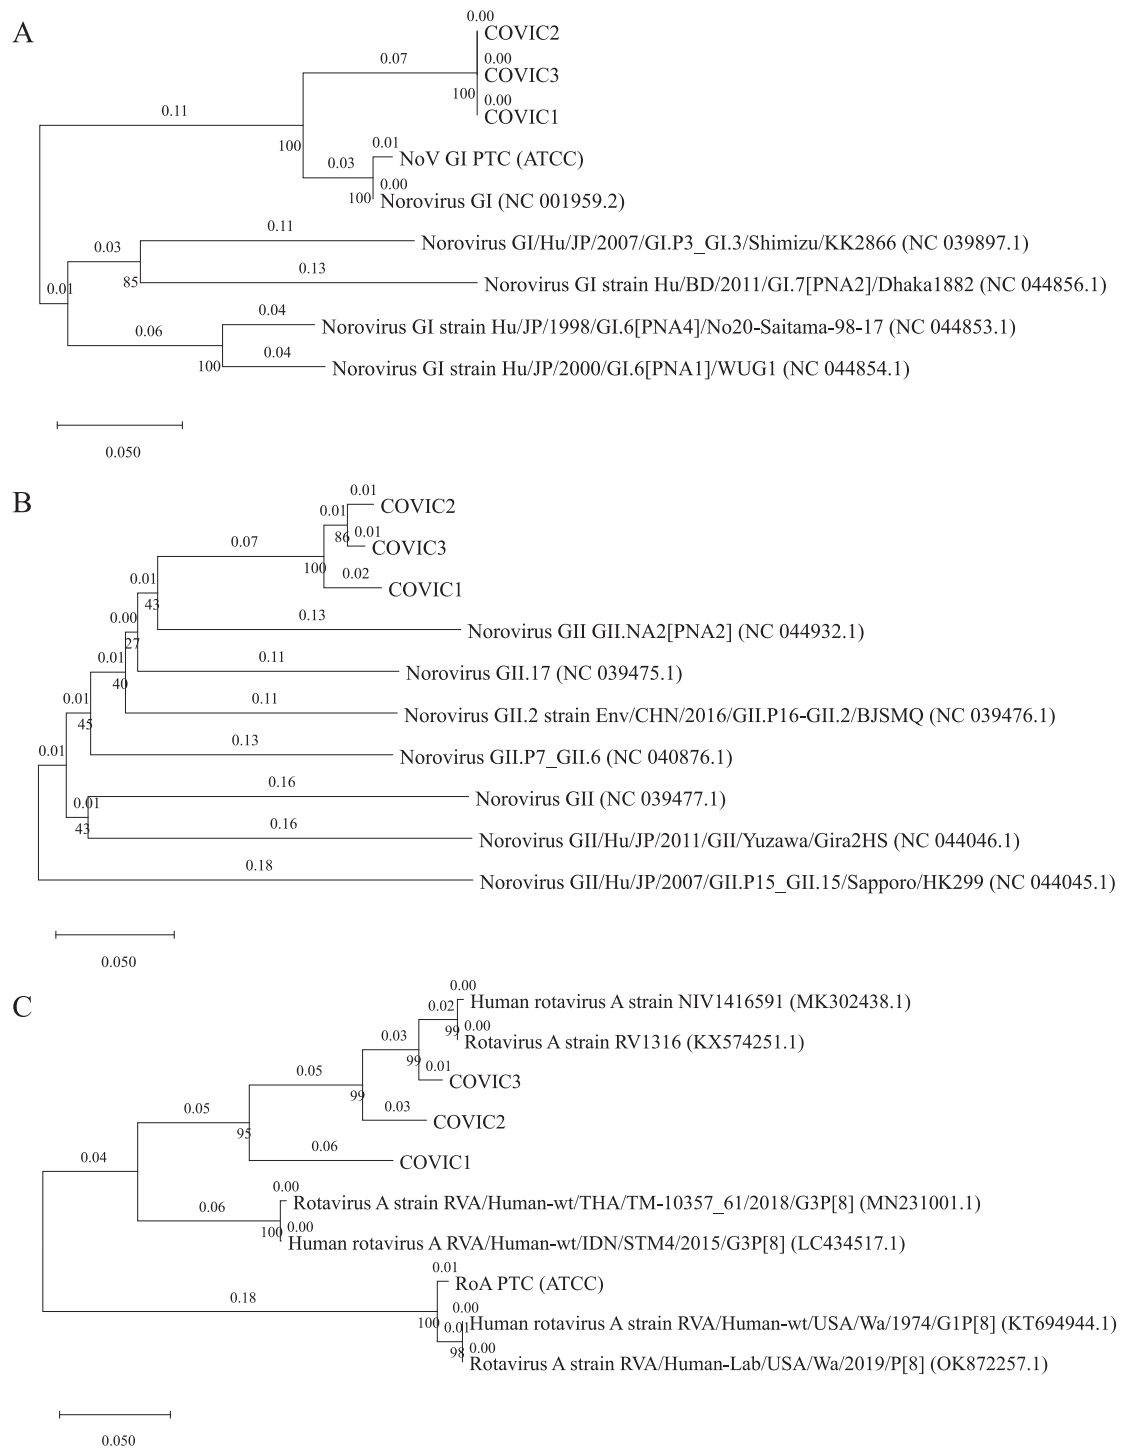 A
0.00
COVIC2
0.07
0.00
COVIC3
100
0.00
COVIC1
0.11
100
0.01
NoV GI PTC (ATCC)
0.03
0.00
100
Norovirus GI (NC 001959.2)
0.11
Norovirus GI/Hu/JP/2007/GI.P3_GI.3/Shimizu/KK2866 (NC 039897.1)
0.03
85
0.13
Norovirus GI strain Hu/BD/2011/GI.7[PNA2]/Dhaka1882 (NC 044856.1)
0.01
0.04
Norovirus GI strain Hu/JP/1998/GI.6[PNA4]/No20-Saitama-98-17 (NC 044853.1)
0.06
100
0.04
Norovirus GI strain Hu/JP/2000/GI.6[PNA1]/WUG1 (NC 044854.1)
0.050
B
0.01
COVIC2
0.01
86
0.01
COVIC3
0.07
100
0.02
COVIC1
0.01
43
0.13
Norovirus GII GII.NA2[PNA2] (NC 044932.1)
0.00
27
0.11
Norovirus GII.17 (NC 039475.1)
0.01
40
0.11
Norovirus GII.2 strain Env/CHN/2016/GII.P16-GII.2/BJSMQ (NC 039476.1)
0.01
45
0.13
Norovirus GII.P7_GII.6 (NC 040876.1)
0.01
0.16
Norovirus GII (NC 039477.1)
0.01
43
0.16
Norovirus GII/Hu/JP/2011/GII/Yuzawa/Gira2HS (NC 044046.1)
0.18
Norovirus GII/Hu/JP/2007/GII.P15_GII.15/Sapporo/HK299 (NC 044045.1)
0.050
C
0.00
Human rotavirus A strain NIV1416591 (MK302438.1)
0.02
99
0.00
Rotavirus A strain RV1316 (KX574251.1)
0.03
99
0.01
COVIC3
0.05
99
0.03
COVIC2
0.05
95
0.06
COVIC1
0.04
0.00
Rotavirus A strain RVA/Human-wt/THA/TM-10357_61/2018/G3P[8] (MN231001.1)
0.06
100
0.00
Human rotavirus A RVA/Human-wt/IDN/STM4/2015/G3P[8] (LC434517.1)
0.01
RoA PTC (ATCC)
0.18
100
0.00
Human rotavirus A strain RVA/Human-wt/USA/Wa/1974/G1P[8] (KT694944.1)
0.01
98
0.00
Rotavirus A strain RVA/Human-Lab/USA/Wa/2019/P[8] (OK872257.1)
0.050